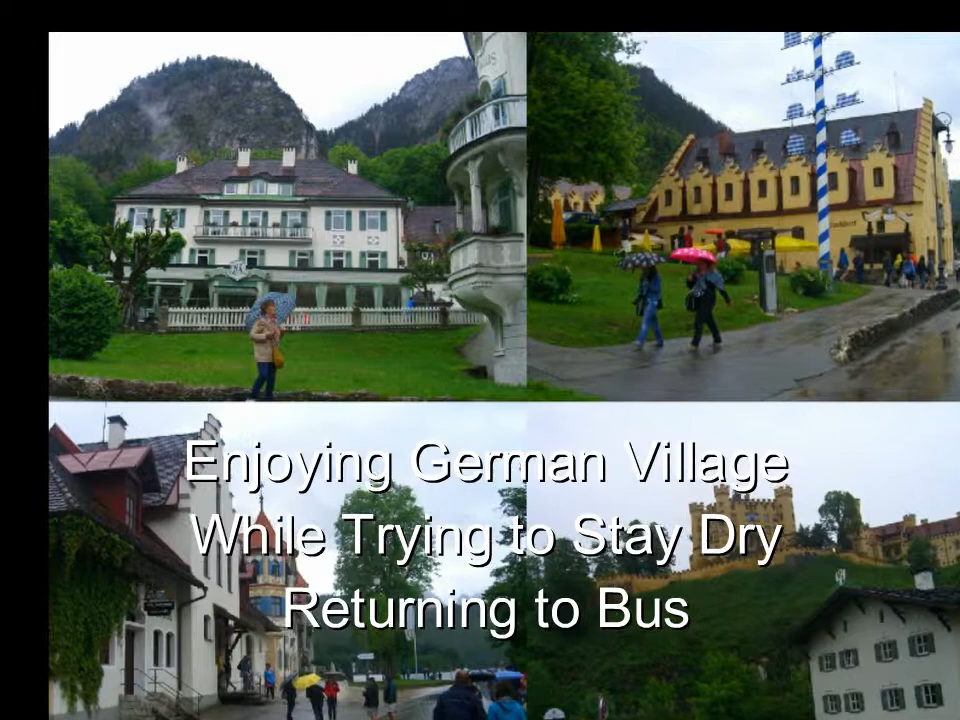 Enjoying German Village
While Trying to Stay Dry
Returning to Bus